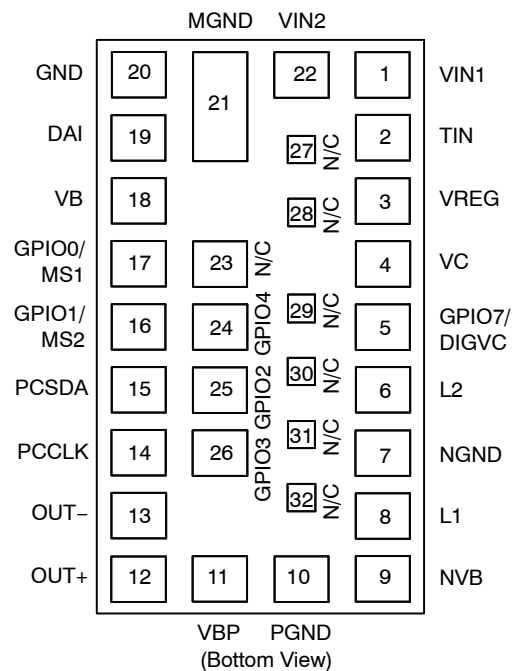 MGND VIN2
GND 20 21 22 1 VIN1
DAI 19 2 TIN
27 N/C
VB 18 3 VREG
28 N/C
GPIO0/
MS1 17 23 N/C 4 VC
GPIO1/
MS2 16 24 GPIO4 29 N/C 5 GPIO7/
DIGVC
PCSDA 15 25 GPIO2 30 N/C 6 L2
PCCLK 14 26 GPIO3 31 N/C 7 NGND
OUT– 13 32 N/C 8 L1
OUT+ 12 11 10 9 NVB
VBP PGND
(Bottom View)